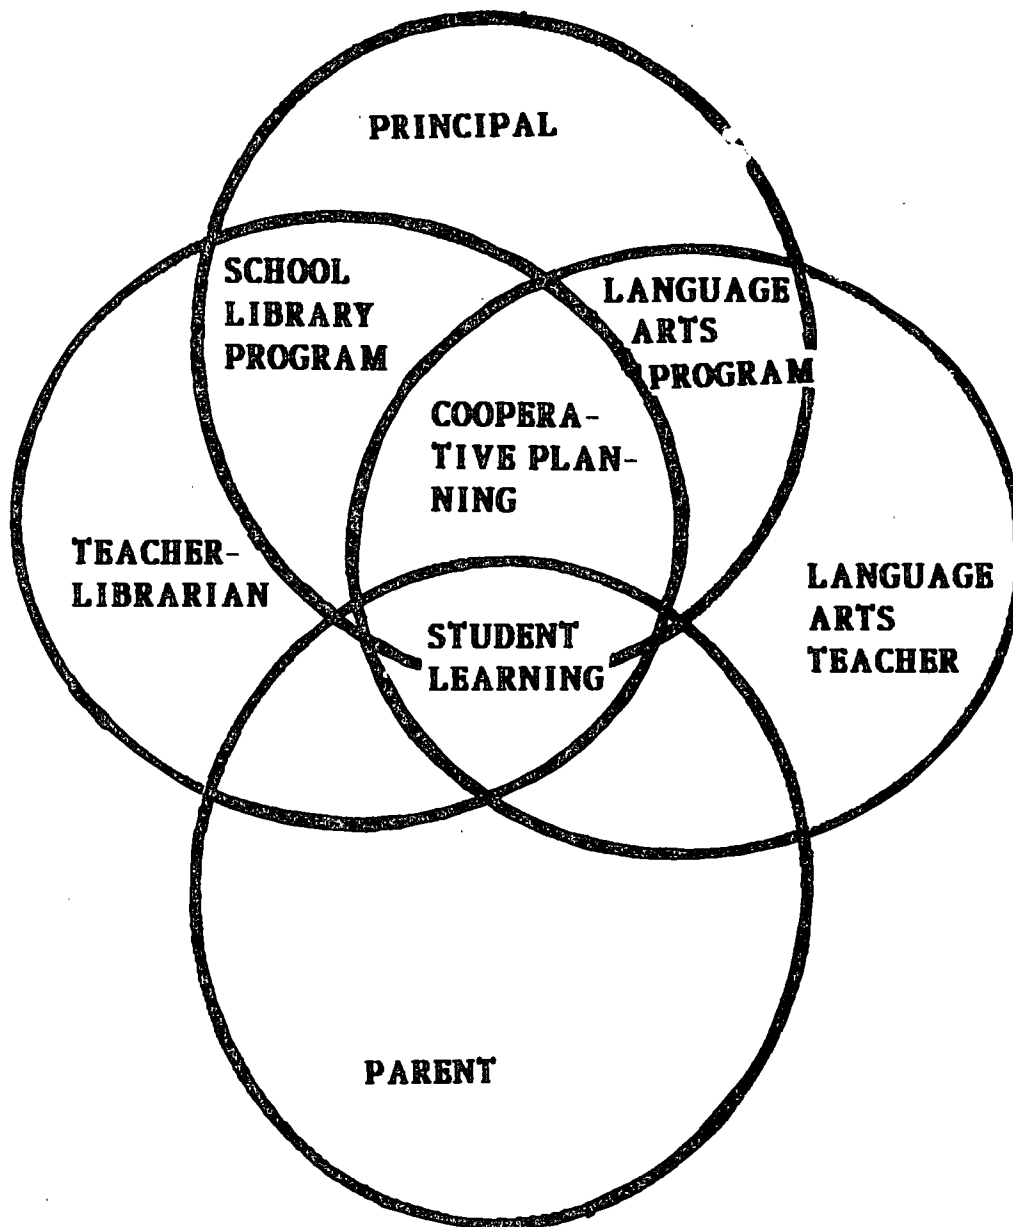 PRINCIPAL
SCHOOL
LIBRARY
PROGRAM
LANGUAGE
ARTS
PROGRAM
COOPERA-
TIVE PLAN-
NING
TEACHER-
LIBRARIAN
LANGUAGE
ARTS
TEACHER
STUDENT
LEARNING
PARENT